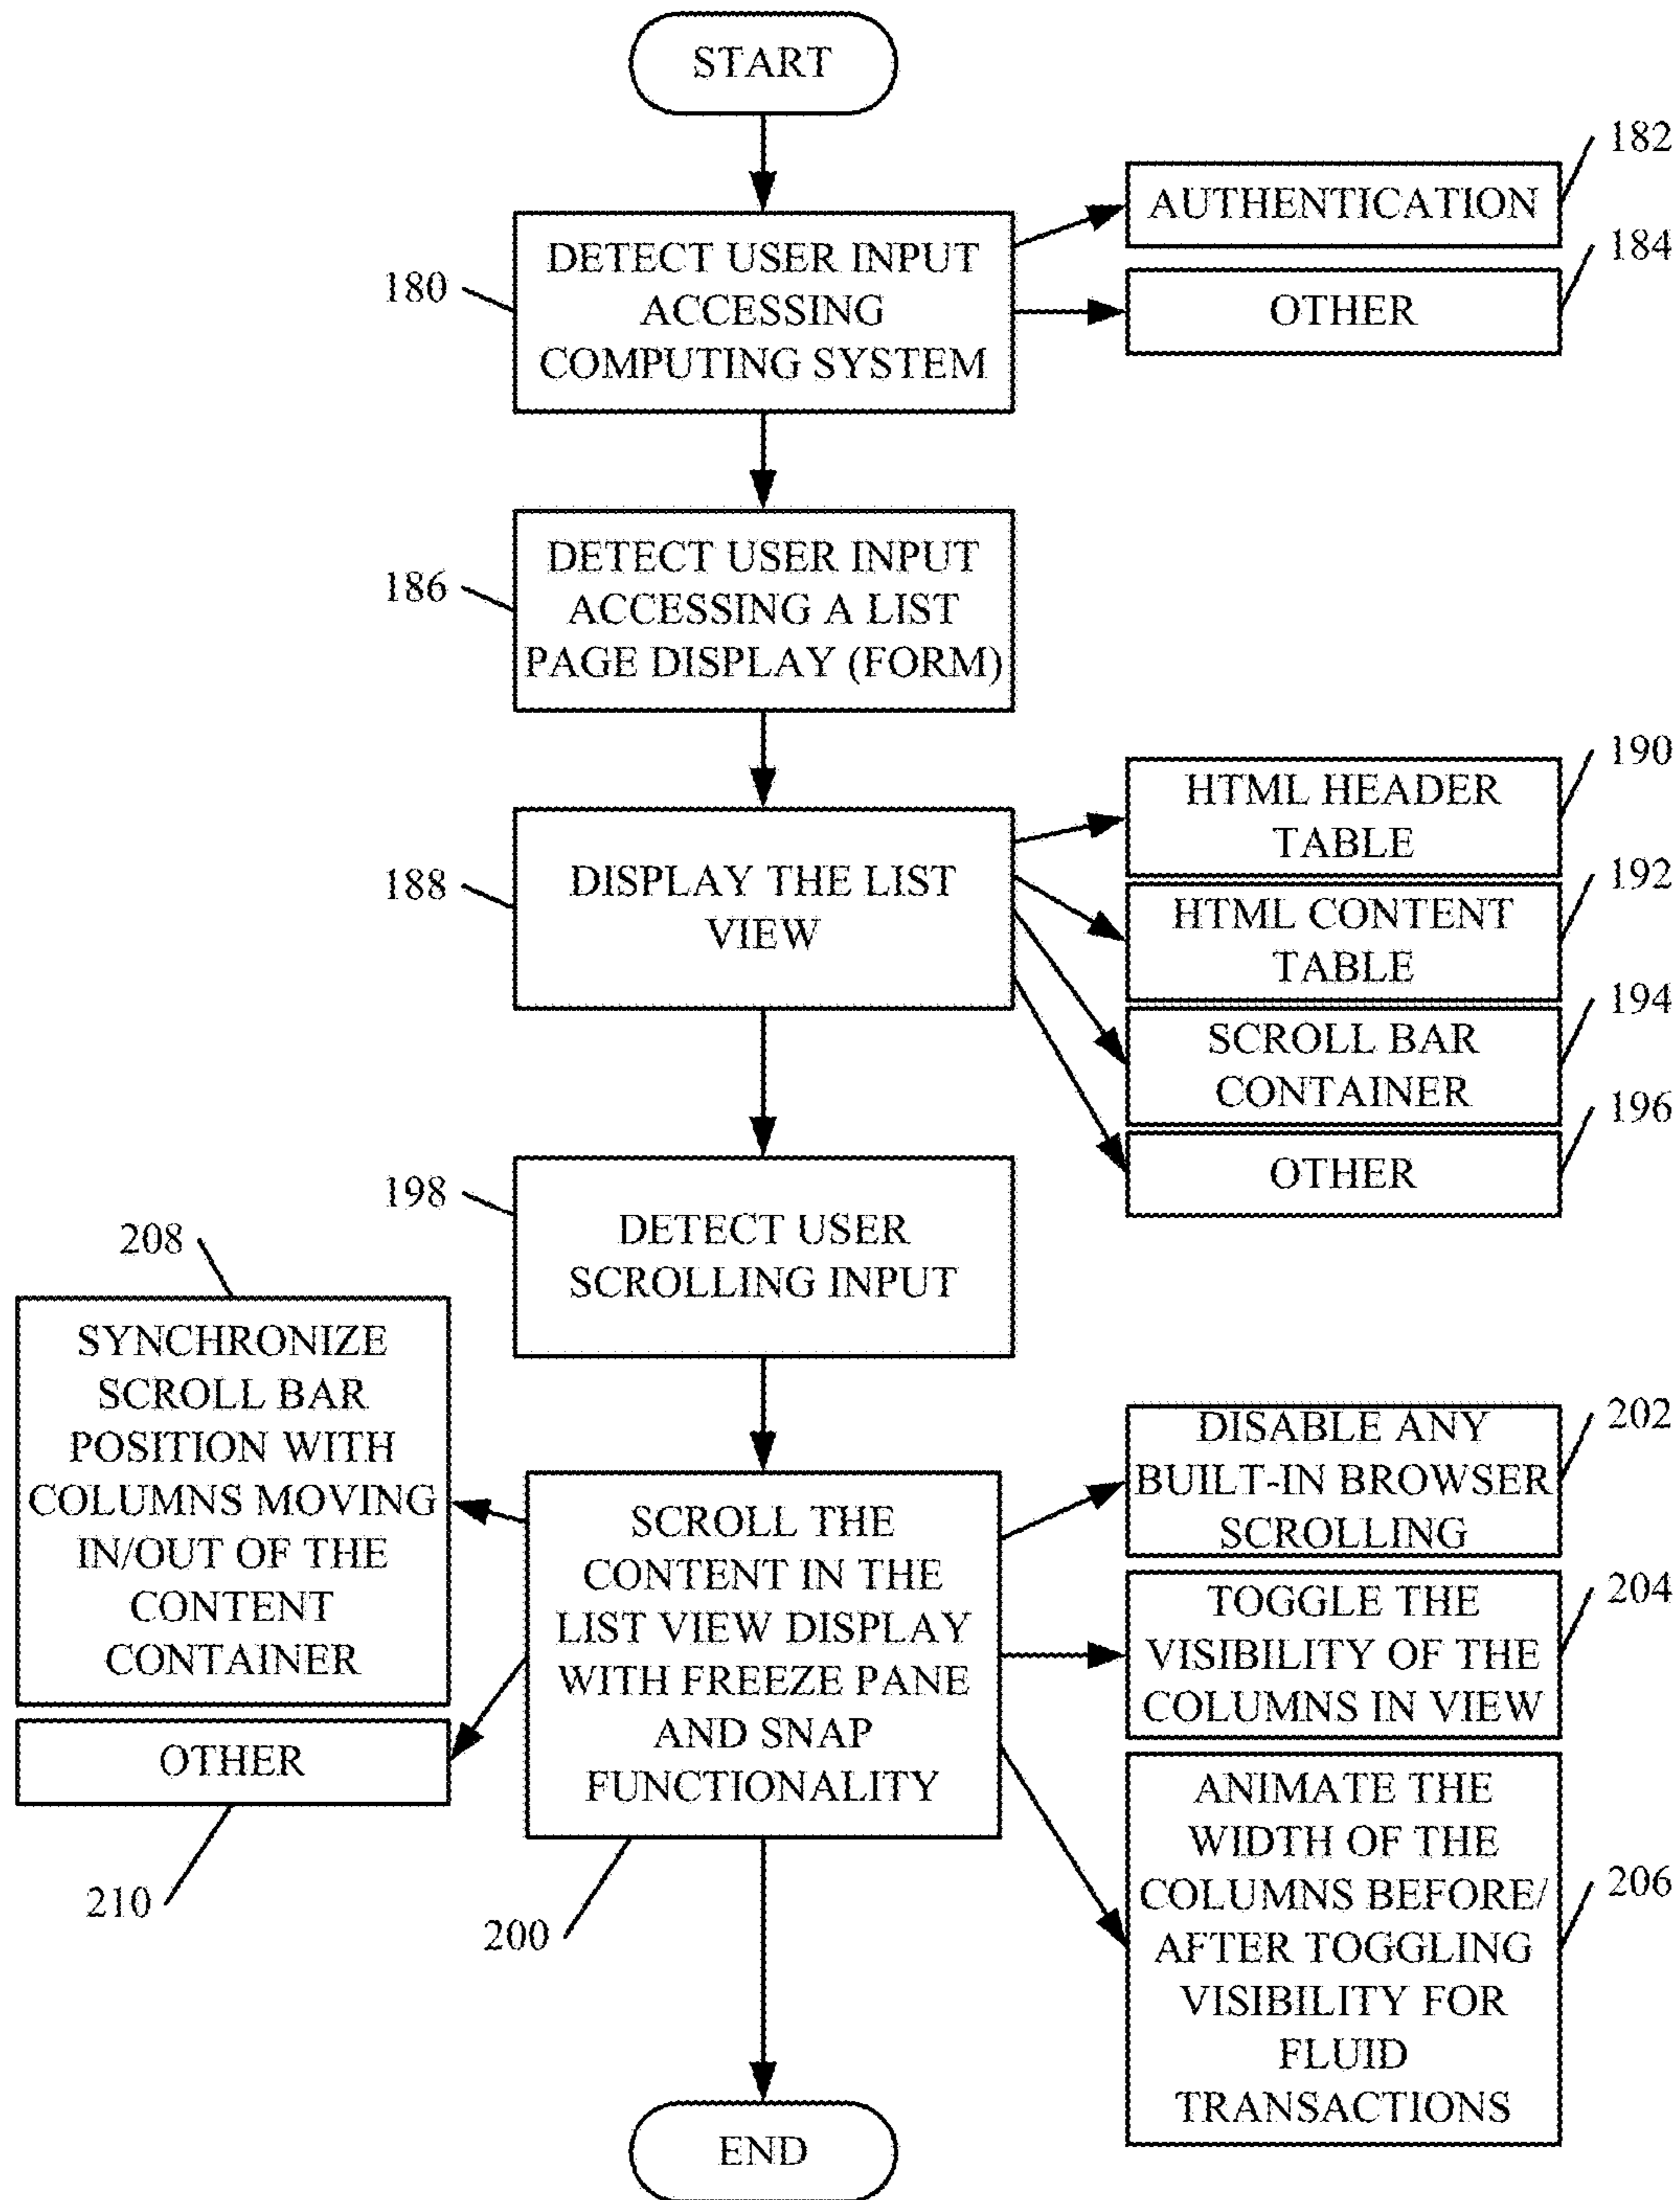 START
182
AUTHENTICATION
184
180
DETECT USER INPUT
ACCESSING
COMPUTING SYSTEM
OTHER
186
DETECT USER INPUT
ACCESSING A LIST
PAGE DISPLAY (FORM)
190
HTML HEADER
TABLE
188
DISPLAY THE LIST
VIEW
192
HTML CONTENT
TABLE
194
SCROLL BAR
CONTAINER
196
OTHER
198
DETECT USER
SCROLLING INPUT
208
SYNCHRONIZE
SCROLL BAR
POSITION WITH
COLUMNS MOVING
IN/OUT OF THE
CONTENT
CONTAINER
OTHER
210
SCROLL THE
CONTENT IN THE
LIST VIEW DISPLAY
WITH FREEZE PANE
AND SNAP
FUNCTIONALITY
200
202
DISABLE ANY
BUILT-IN BROWSER
SCROLLING
204
TOGGLE THE
VISIBILITY OF THE
COLUMNS IN VIEW
206
ANIMATE THE
WIDTH OF THE
COLUMNS BEFORE/
AFTER TOGGLING
VISIBILITY FOR
FLUID
TRANSACTIONS
END